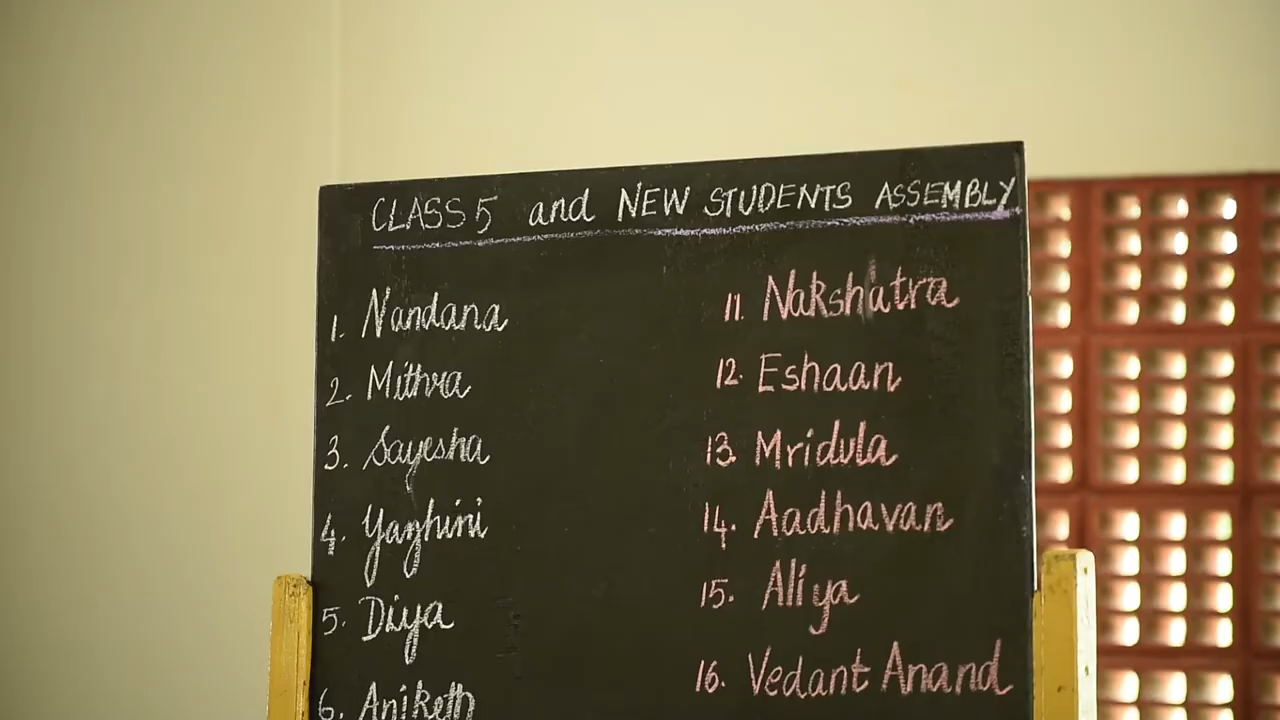 CLASS 5 and NEW STUDENTS ASSEMBLY
1. Nandana
2. Mithra
3. Sayesha
4. Yazhini
5. Diya
6. Aniketh
11. Nakshatra
12. Eshaan
13. Mridula
14. Aadhavan
15. Aliya
16. Vedant Anand